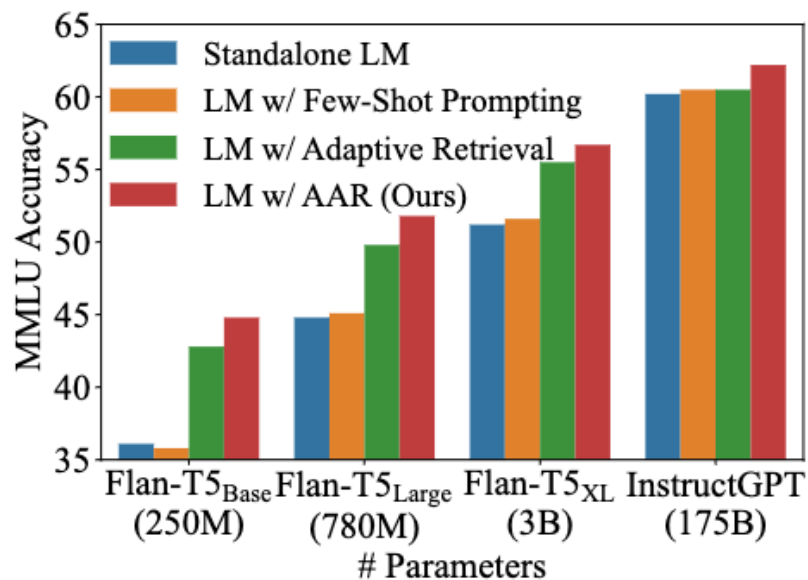 MMLU Accuracy
65
60
55
50
45
40
35
Standalone LM
LM w/ Few-Shot Prompting
LM w/ Adaptive Retrieval
LM w/ AAR (Ours)
Flan-T5Base Flan-T5Large Flan-T5XL InstructGPT
(250M) (780M) (3B) (175B)
# Parameters